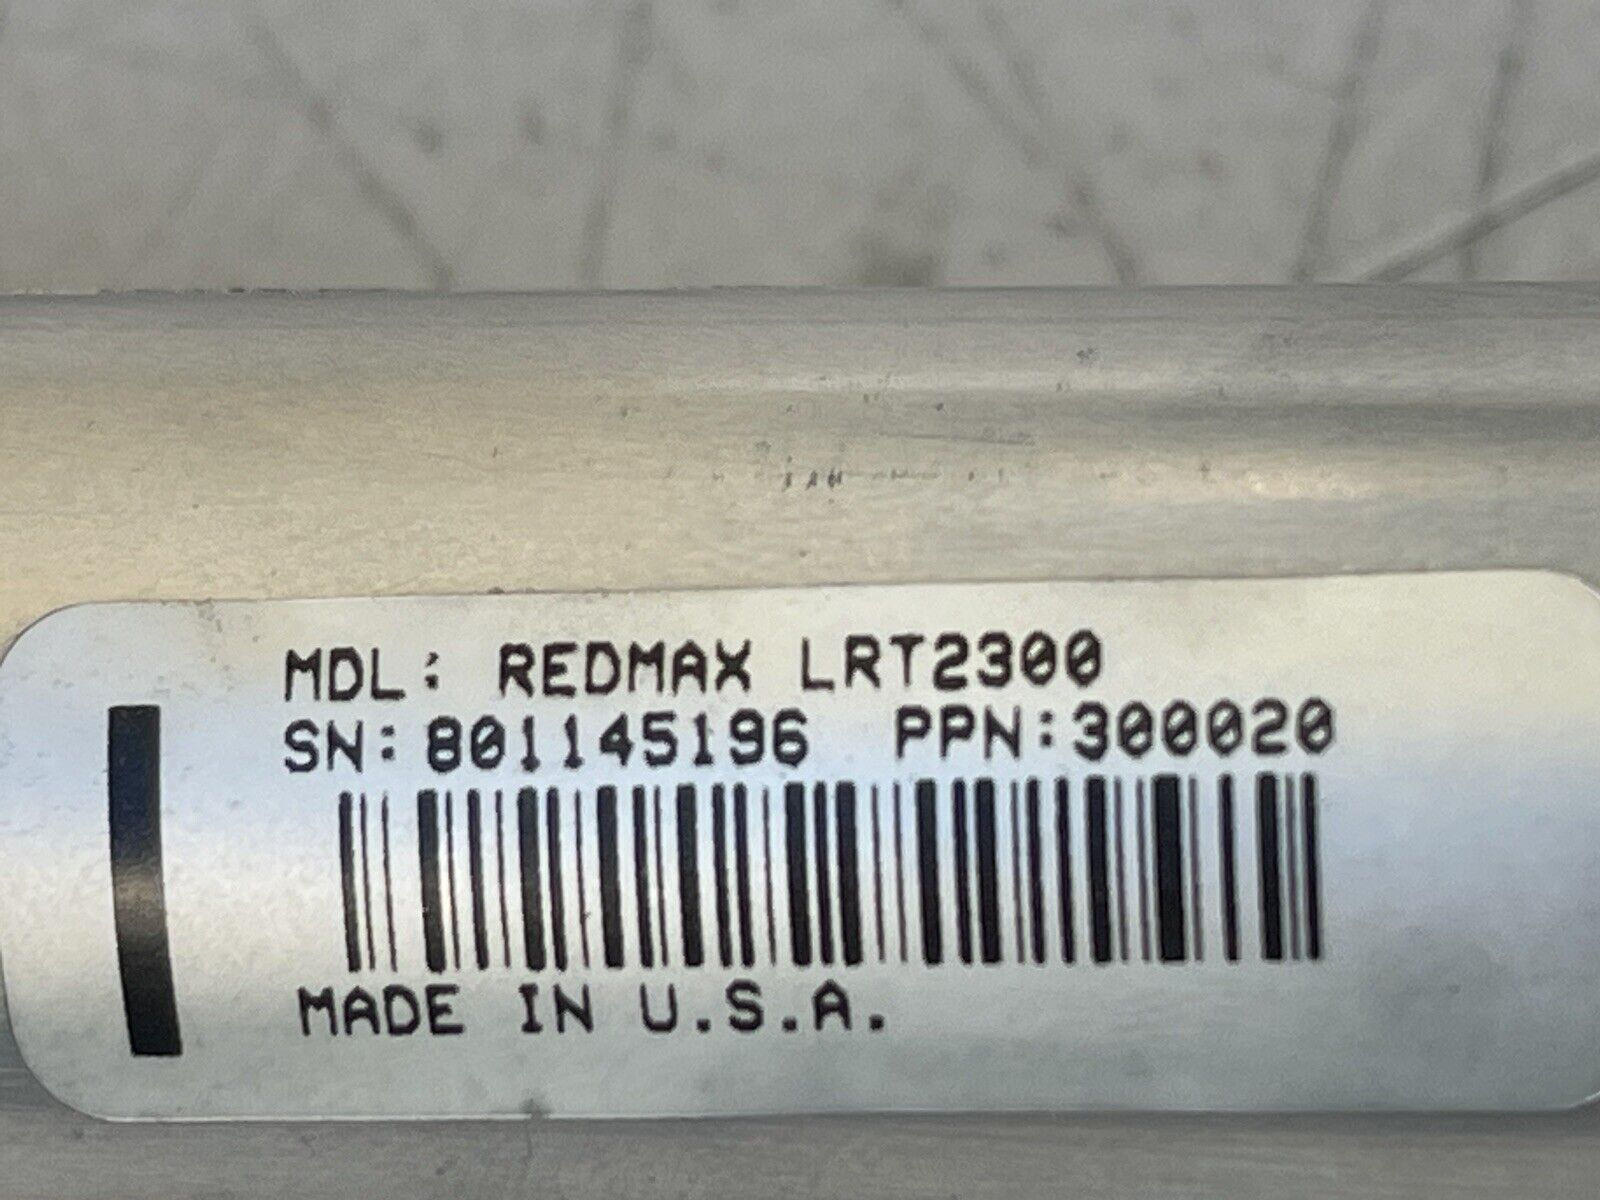 MDL: REDMAX LRT2300
SN:801145196 PPN:300020
MADE IN U.S.A.